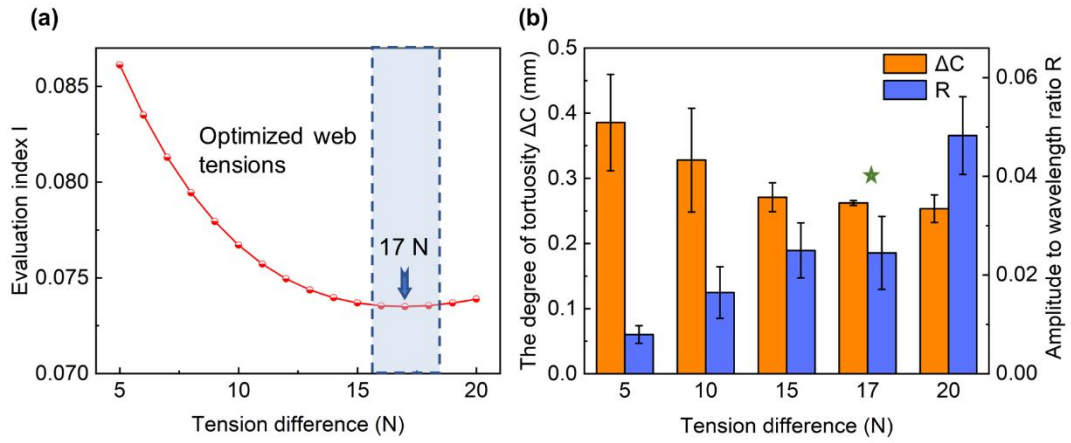 (a)
0.085
0.080
0.075
0.070
Evaluation index I
Optimized web
tensions
17 N
5
10
15
20
Tension difference (N)
(b)
0.5
0.4
0.3
0.2
0.1
0.0
The degree of tortuosity ΔC (mm)
ΔC
R
0.06
0.04
0.02
0.00
Amplitude to wavelength ratio R
5
10
15
17
20
Tension difference (N)